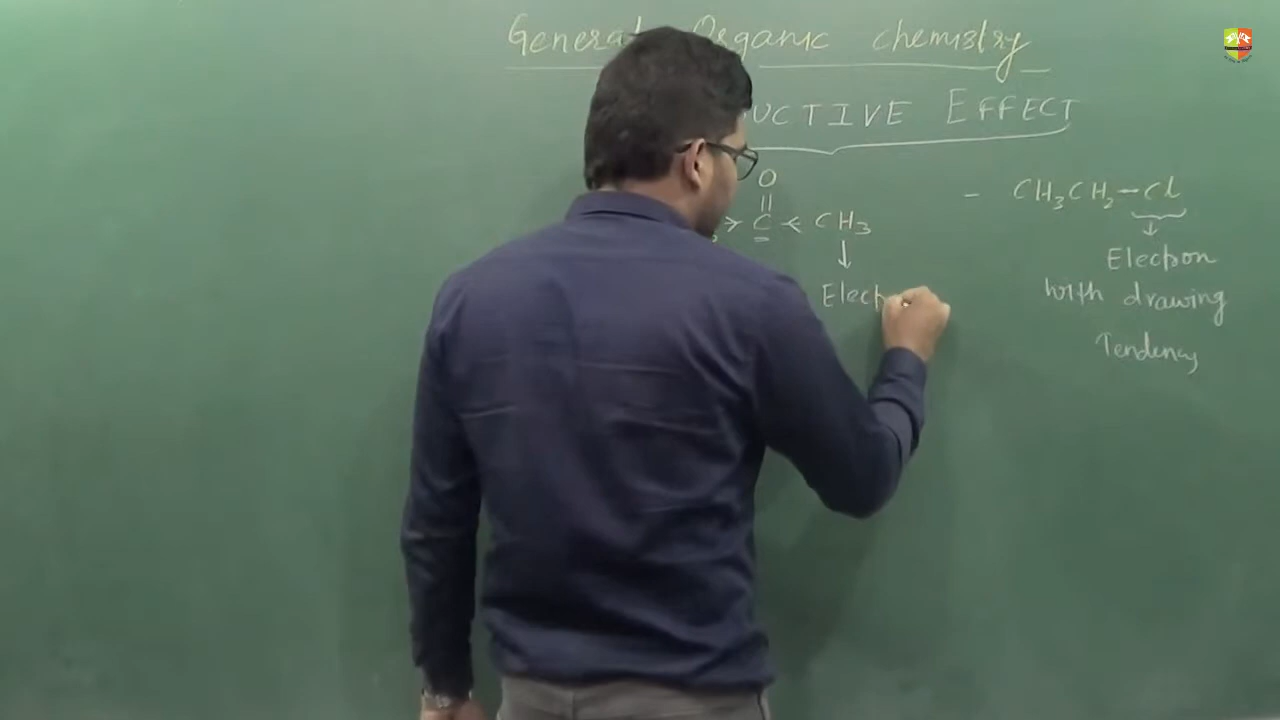 General Organic chemistry
UCTIVE EFFECT
O
||
> C < CH3
↓
Elect
- CH3CH2-Cl
↓
Electron
with drawing
Tendency